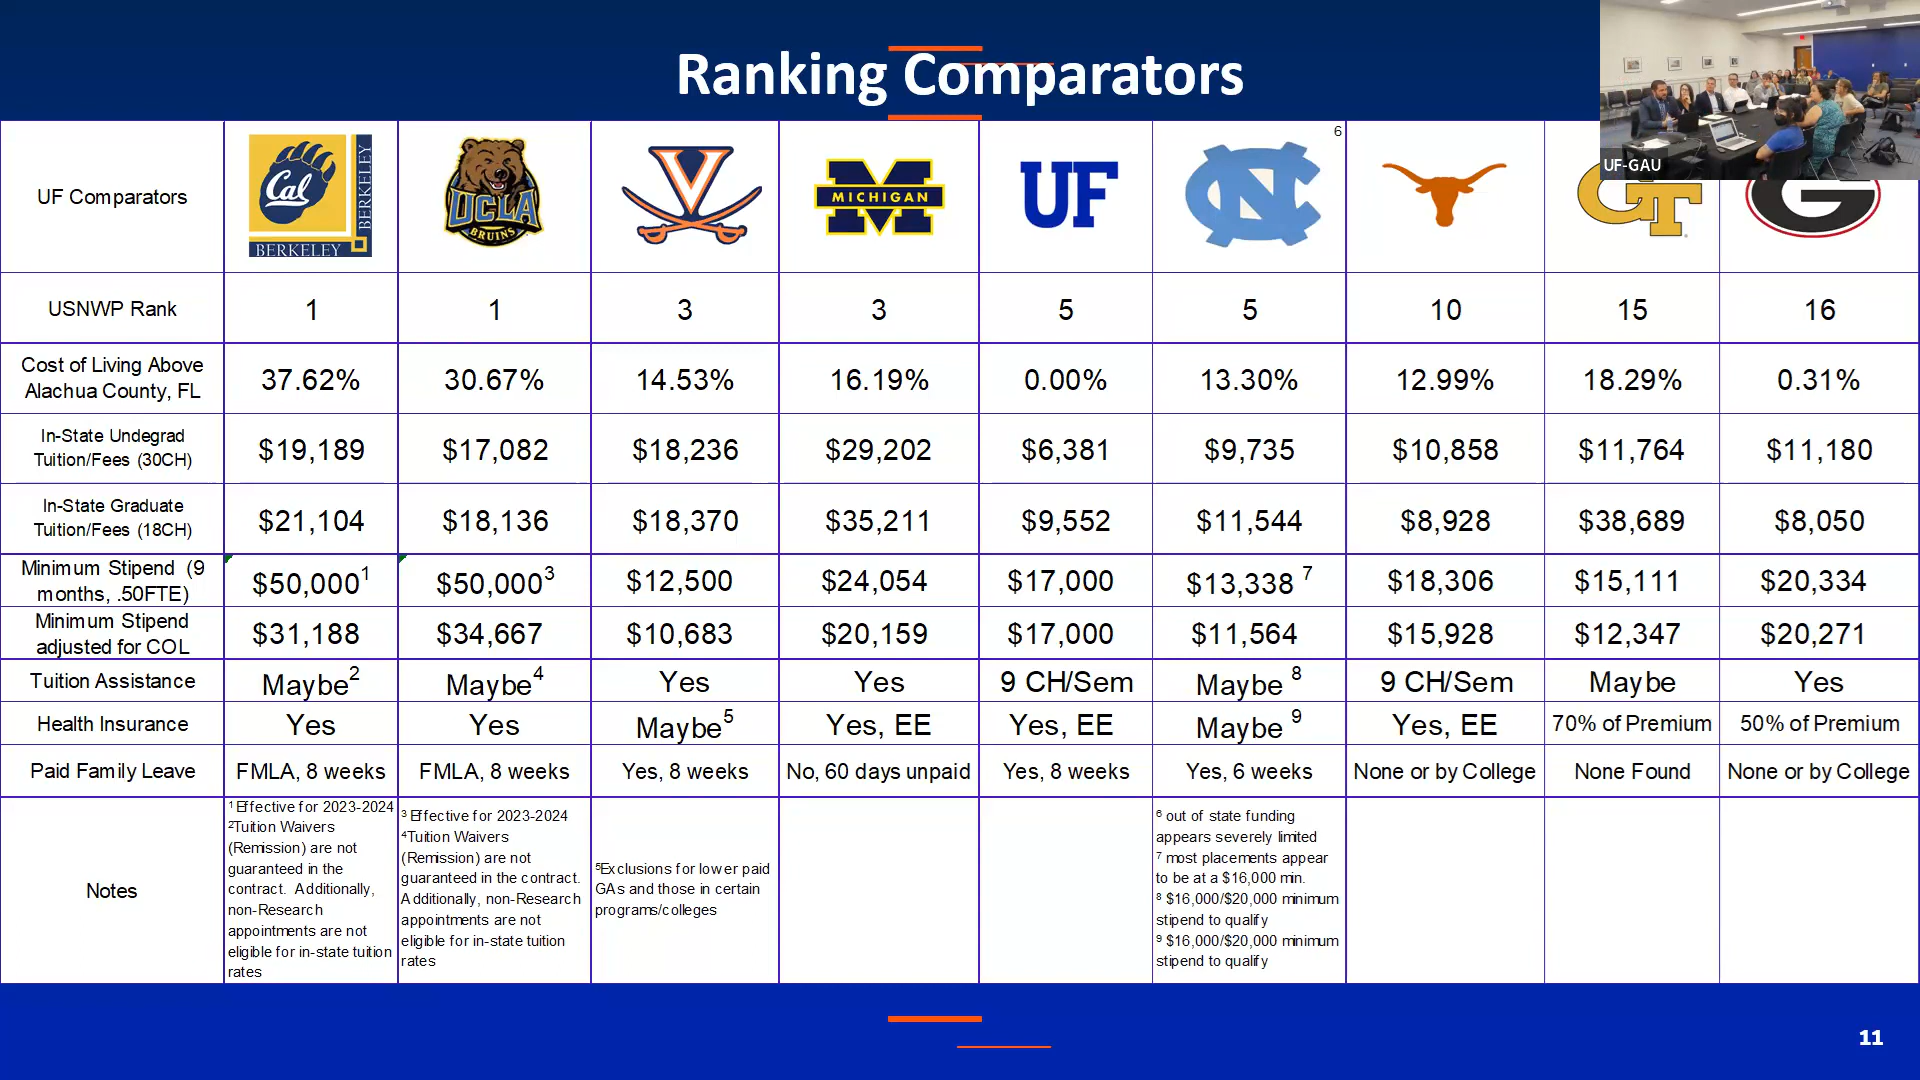 Ranking Comparators
UF-GAU
UF Comparators
Cal
BERKELEY
BERKELEY
UCLA
BRUINS
V
M
MICHIGAN
UF
NC
6
GT
G
USNWP Rank 1 1 3 3 5 5 10 15 16
Cost of Living Above
Alachua County, FL
37.62% 30.67% 14.53% 16.19% 0.00% 13.30% 12.99% 18.29% 0.31%
In-State Undegrad
Tuition/Fees (30CH)
$19,189 $17,082 $18,236 $29,202 $6,381 $9,735 $10,858 $11,764 $11,180
In-State Graduate
Tuition/Fees (18CH)
$21,104 $18,136 $18,370 $35,211 $9,552 $11,544 $8,928 $38,689 $8,050
Minimum Stipend (9
months, .50FTE)
$50,000¹ $50,000³ $12,500 $24,054 $17,000 $13,338 ⁷ $18,306 $15,111 $20,334
Minimum Stipend
adjusted for COL
$31,188 $34,667 $10,683 $20,159 $17,000 $11,564 $15,928 $12,347 $20,271
Tuition Assistance Maybe² Maybe⁴ Yes Yes 9 CH/Sem Maybe ⁸ 9 CH/Sem Maybe Yes
Health Insurance Yes Yes Maybe⁵ Yes, EE Yes, EE Maybe ⁹ Yes, EE 70% of Premium 50% of Premium
Paid Family Leave FMLA, 8 weeks FMLA, 8 weeks Yes, 8 weeks No, 60 days unpaid Yes, 8 weeks Yes, 6 weeks None or by College None Found None or by College
Notes
¹ Effective for 2023-2024
²Tuition Waivers
(Remission) are not
guaranteed in the
contract. Additionally,
non-Research
appointments are not
eligible for in-state tuition
rates
³ Effective for 2023-2024
⁴Tuition Waivers
(Remission) are not
guaranteed in the contract.
Additionally, non-Research
appointments are not
eligible for in-state tuition
rates
⁵Exclusions for lower paid
GAs and those in certain
programs/colleges
⁶ out of state funding
appears severely limited
⁷ most placements appear
to be at a $16,000 min.
⁸ $16,000/$20,000 minimum
stipend to qualify
⁹ $16,000/$20,000 minimum
stipend to qualify
11